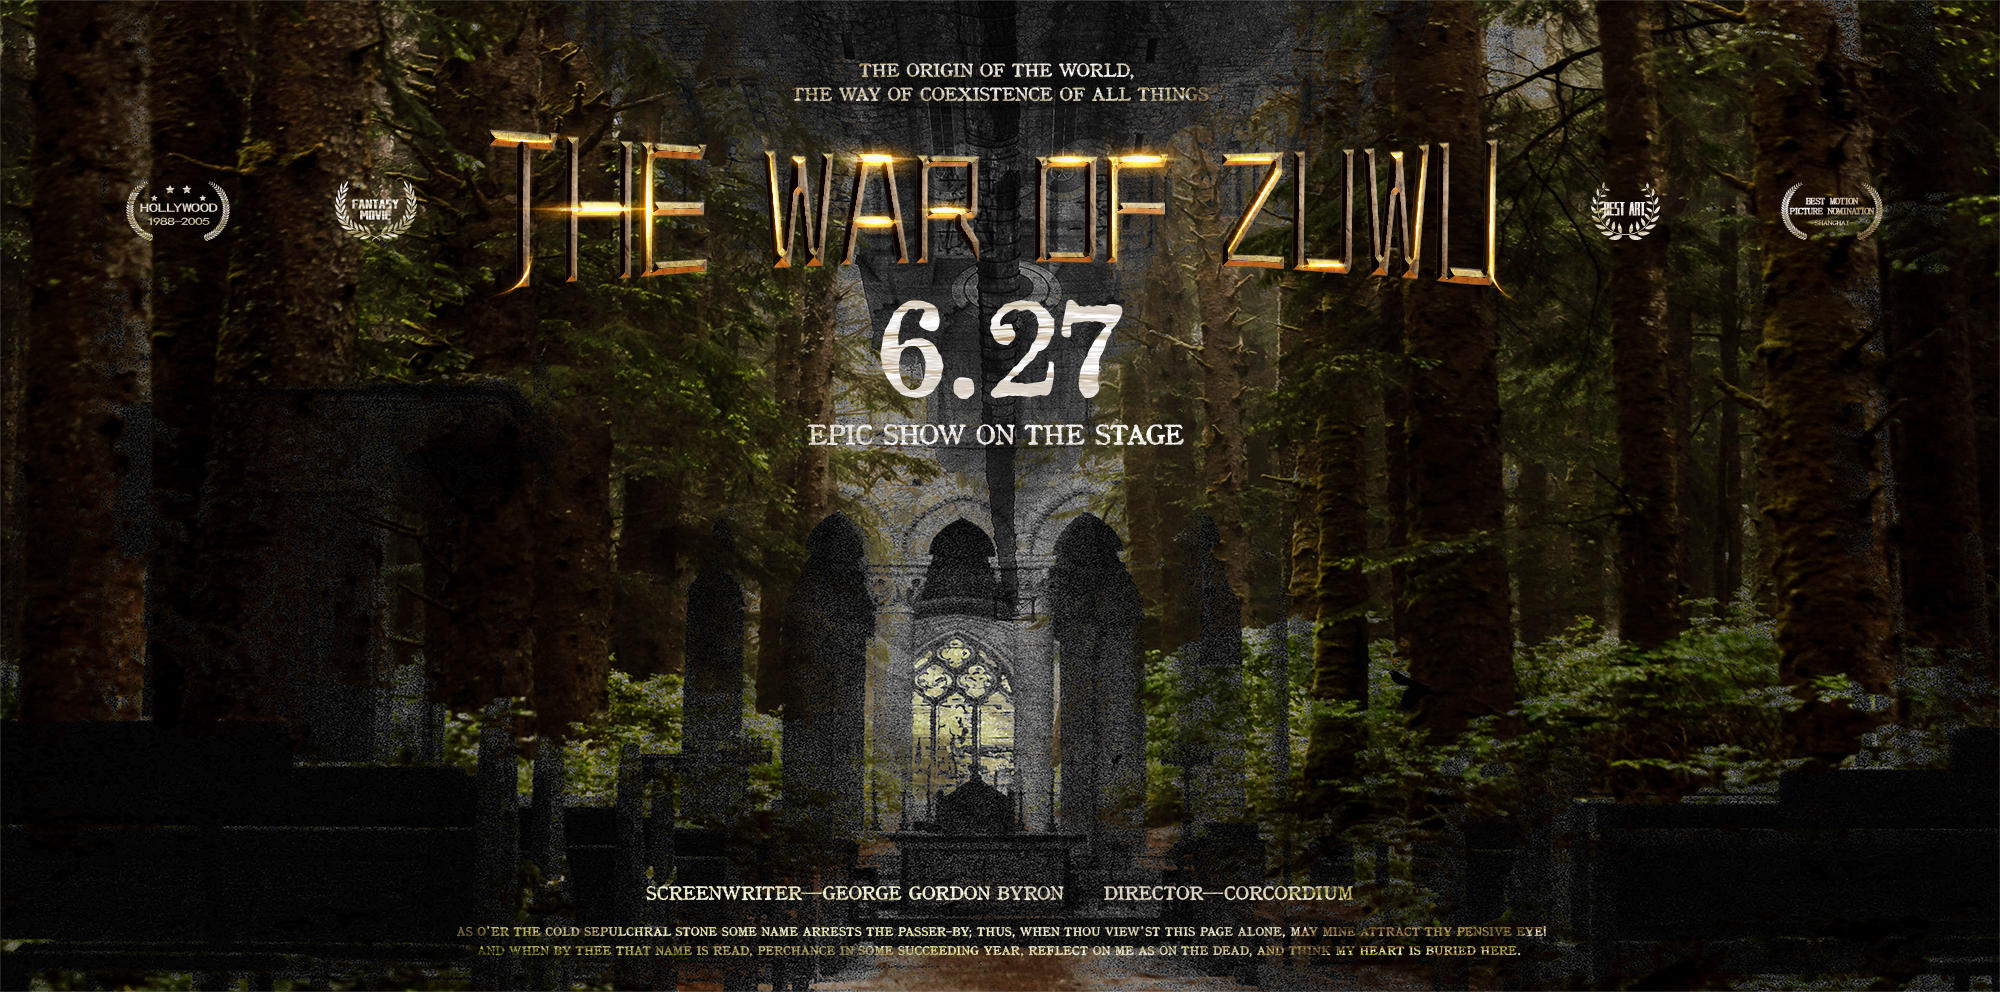 THE ORIGIN OF THE WORLD,
THE WAY OF COEXISTENCE OF ALL THINGS
THE WAR OF ZUWU
HOLLYWOOD
1988-2005
FANTASY
MOVIE
BEST ART
BEST MOTION
PICTURE NOMINATION
SHANGHAI
6.27
EPIC SHOW ON THE STAGE
SCREENWRITER—GEORGE GORDON BYRON DIRECTOR—CORCORDIUM
AS O'ER THE COLD SEPULCHRAL STONE SOME NAME ARRESTS THE PASSER-BY; THUS, WHEN THOU VIEW'ST THIS PAGE ALONE, MAY MINE ATTRACT THY PENSIVE EYE!
AND WHEN BY THEE THAT NAME IS READ, PERCHANCE IN SOME SUCCEEDING YEAR, REFLECT ON ME AS ON THE DEAD, AND THINK MY HEART IS BURIED HERE.